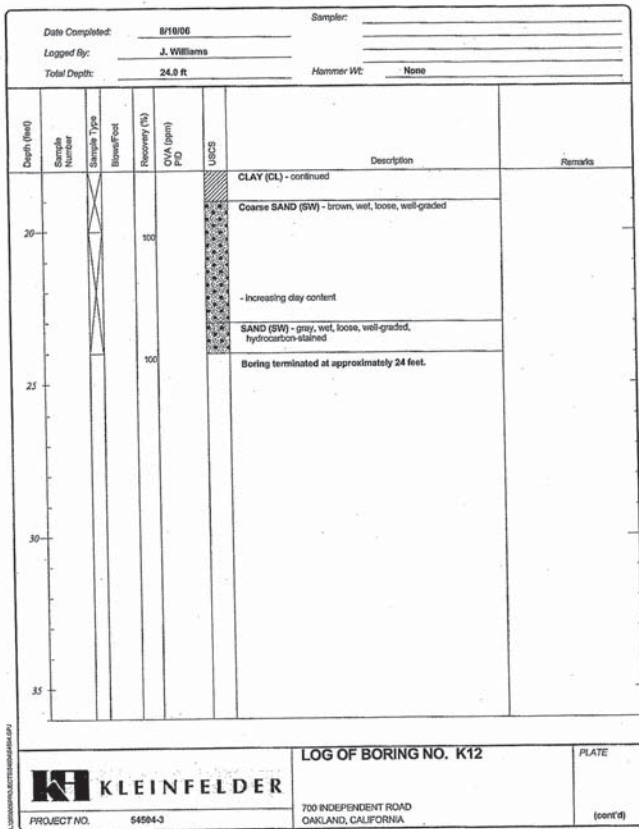 Sampler:
Date Completed: 8/10/06
Logged By: J. Williams
Total Depth: 24.0 ft
Hammer Wt: None
Depth (feet)
Sample Number
Sample Type
Blows/Foot
Recovery (%)
OVA (ppm) PID
USCS
Description
Remarks
CLAY (CL) - continued
Coarse SAND (SW) - brown, wet, loose, well-graded
20
100
- increasing clay content
SAND (SW) - gray, wet, loose, well-graded,
hydrocarbon-stained
100
Boring terminated at approximately 24 feet.
25
30
35
KLEINFELDER
PROJECT NO. 54504-3
LOG OF BORING NO. K12
700 INDEPENDENT ROAD
OAKLAND, CALIFORNIA
PLATE
(cont'd)